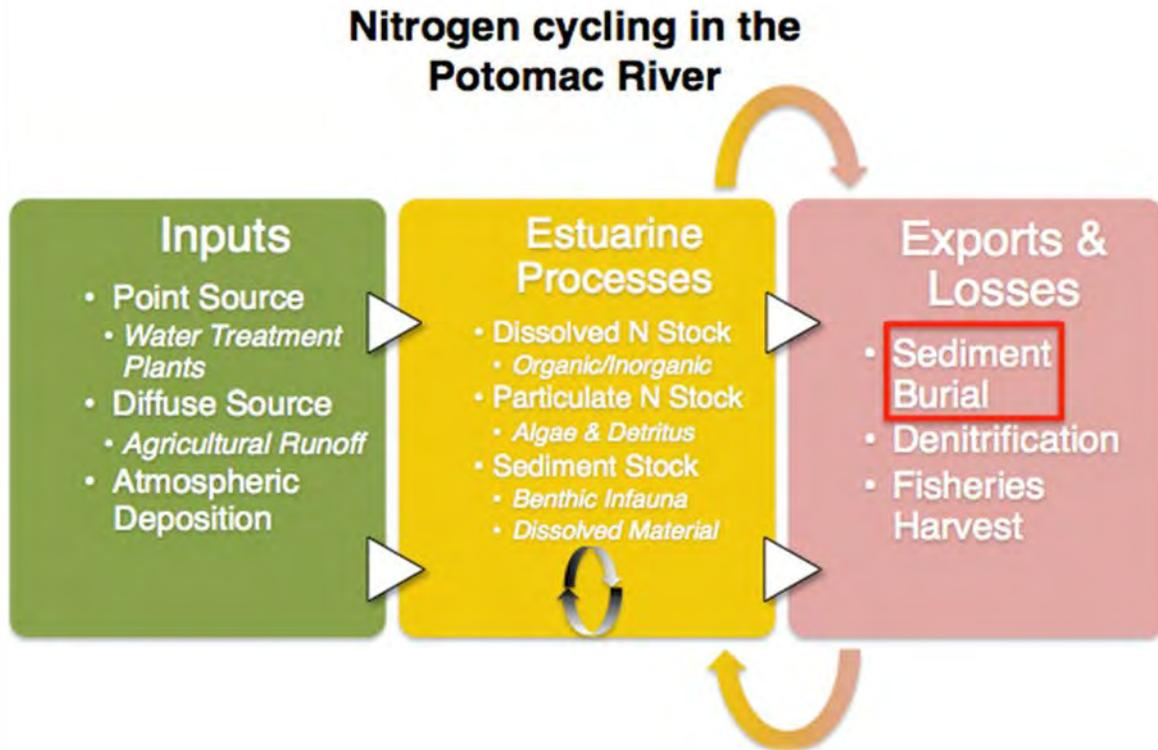 Nitrogen cycling in the
Potomac River
Inputs
• Point Source
• Water Treatment
Plants
• Diffuse Source
• Agricultural Runoff
• Atmospheric
Deposition
Estuarine
Processes
• Dissolved N Stock
• Organic/Inorganic
• Particulate N Stock
• Algae & Detritus
• Sediment Stock
• Benthic Infauna
• Dissolved Material
Exports &
Losses
• Sediment
Burial
• Denitrification
• Fisheries
Harvest